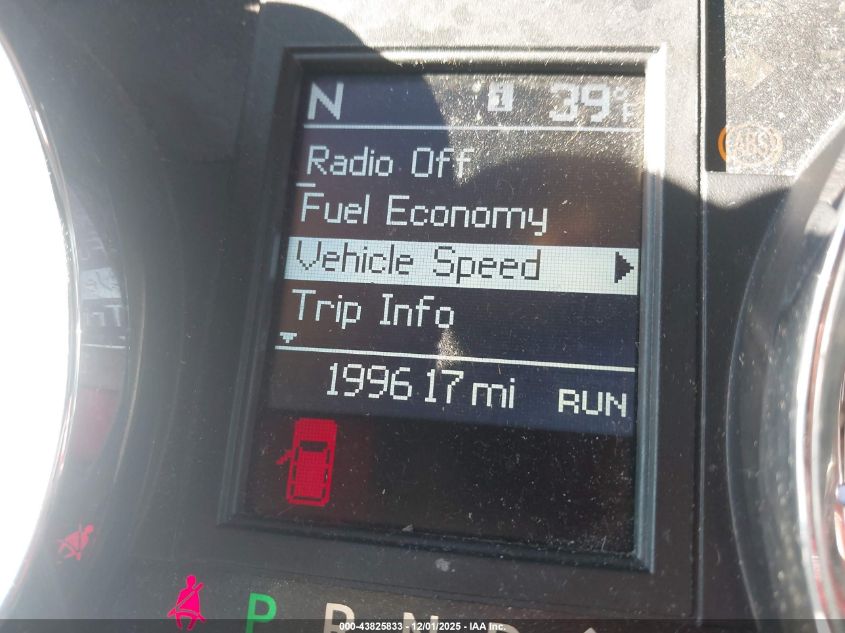 N i 39°F
ABS
Radio Off
Fuel Economy
Vehicle Speed
Trip Info
199617 mi RUN
P R N
000-43825833 - 12/01/2025 - IAA Inc.